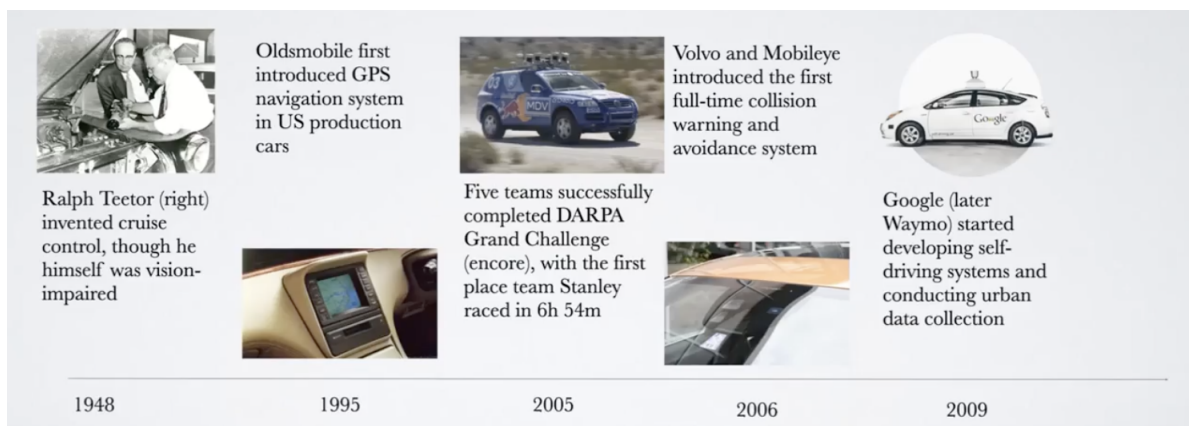 Ralph Teetor (right)
invented cruise
control, though he
himself was vision-
impaired
Oldsmobile first
introduced GPS
navigation system
in US production
cars
MDV
Five teams successfully
completed DARPA
Grand Challenge
(encore), with the first
place team Stanley
raced in 6h 54m
Volvo and Mobileye
introduced the first
full-time collision
warning and
avoidance system
Google
Google (later
Waymo) started
developing self-
driving systems and
conducting urban
data collection
1948
1995
2005
2006
2009